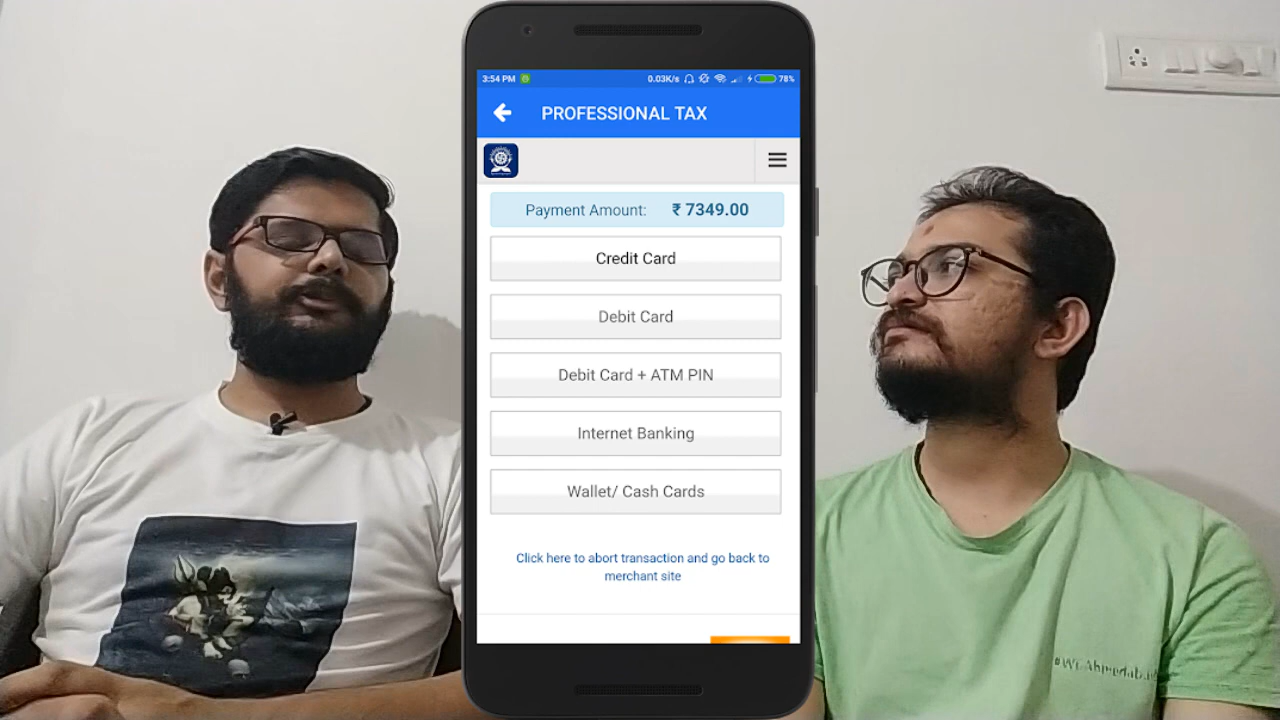 3:54 PM
0.03K/s
78%
PROFESSIONAL TAX
Payment Amount: ₹ 7349.00
Credit Card
Debit Card
Debit Card + ATM PIN
Internet Banking
Wallet/ Cash Cards
Click here to abort transaction and go back to
merchant site